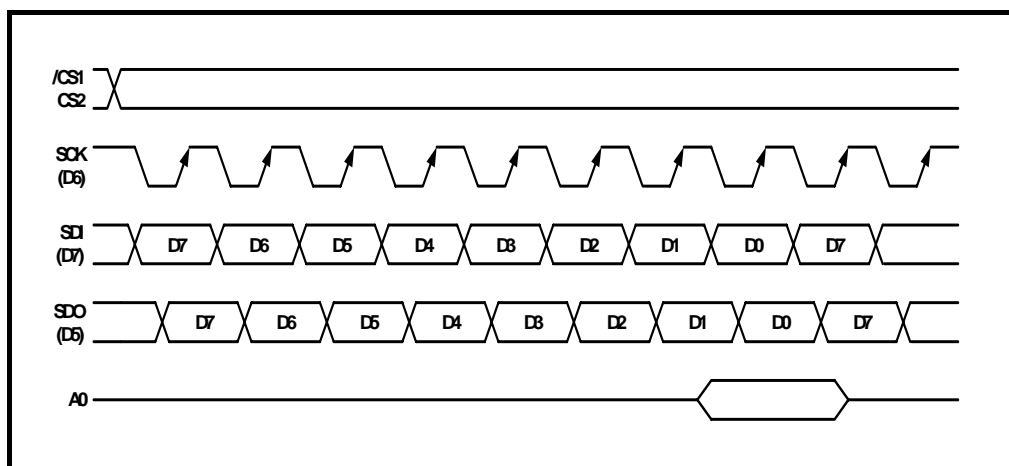 /CS1
CS2
SCK
(D6)
SDI
(D7)
D7 D6 D5 D4 D3 D2 D1 D0 D7
SDO
(D5)
D7 D6 D5 D4 D3 D2 D1 D0 D7
A0